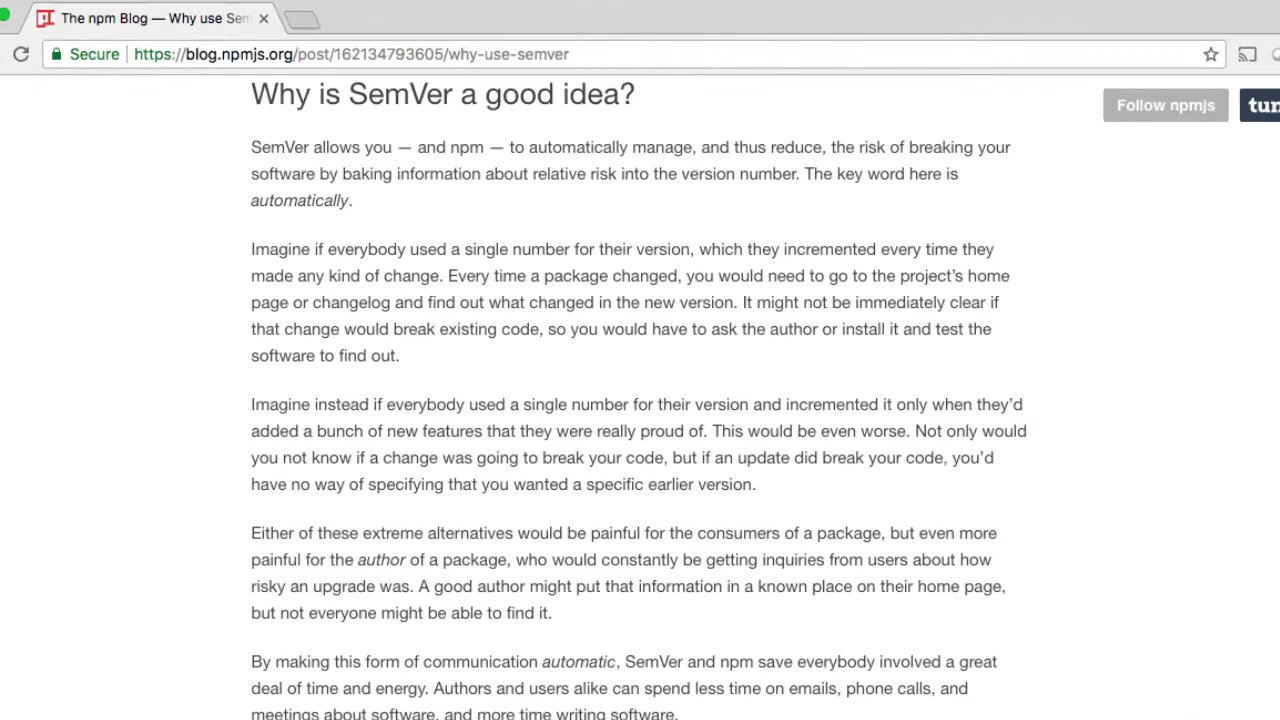 The npm Blog — Why use Sem
Secure
https://blog.npmjs.org/post/162134793605/why-use-semver
Why is SemVer a good idea?
Follow npmjs
tum
SemVer allows you — and npm — to automatically manage, and thus reduce, the risk of breaking your
software by baking information about relative risk into the version number. The key word here is
automatically.
Imagine if everybody used a single number for their version, which they incremented every time they
made any kind of change. Every time a package changed, you would need to go to the project's home
page or changelog and find out what changed in the new version. It might not be immediately clear if
that change would break existing code, so you would have to ask the author or install it and test the
software to find out.
Imagine instead if everybody used a single number for their version and incremented it only when they'd
added a bunch of new features that they were really proud of. This would be even worse. Not only would
you not know if a change was going to break your code, but if an update did break your code, you'd
have no way of specifying that you wanted a specific earlier version.
Either of these extreme alternatives would be painful for the consumers of a package, but even more
painful for the author of a package, who would constantly be getting inquiries from users about how
risky an upgrade was. A good author might put that information in a known place on their home page,
but not everyone might be able to find it.
By making this form of communication automatic, SemVer and npm save everybody involved a great
deal of time and energy. Authors and users alike can spend less time on emails, phone calls, and
meetings about software, and more time writing software.